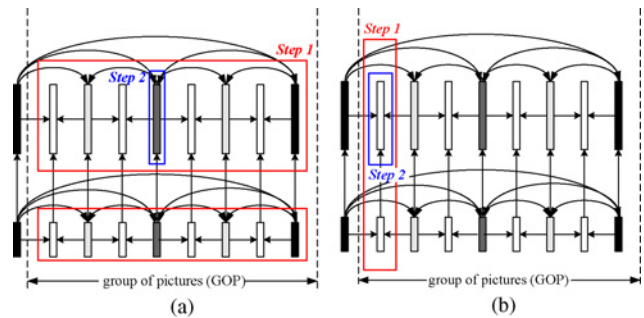 Step 1
Step 2
group of pictures (GOP)
(a)
Step 1
Step 2
group of pictures (GOP)
(b)